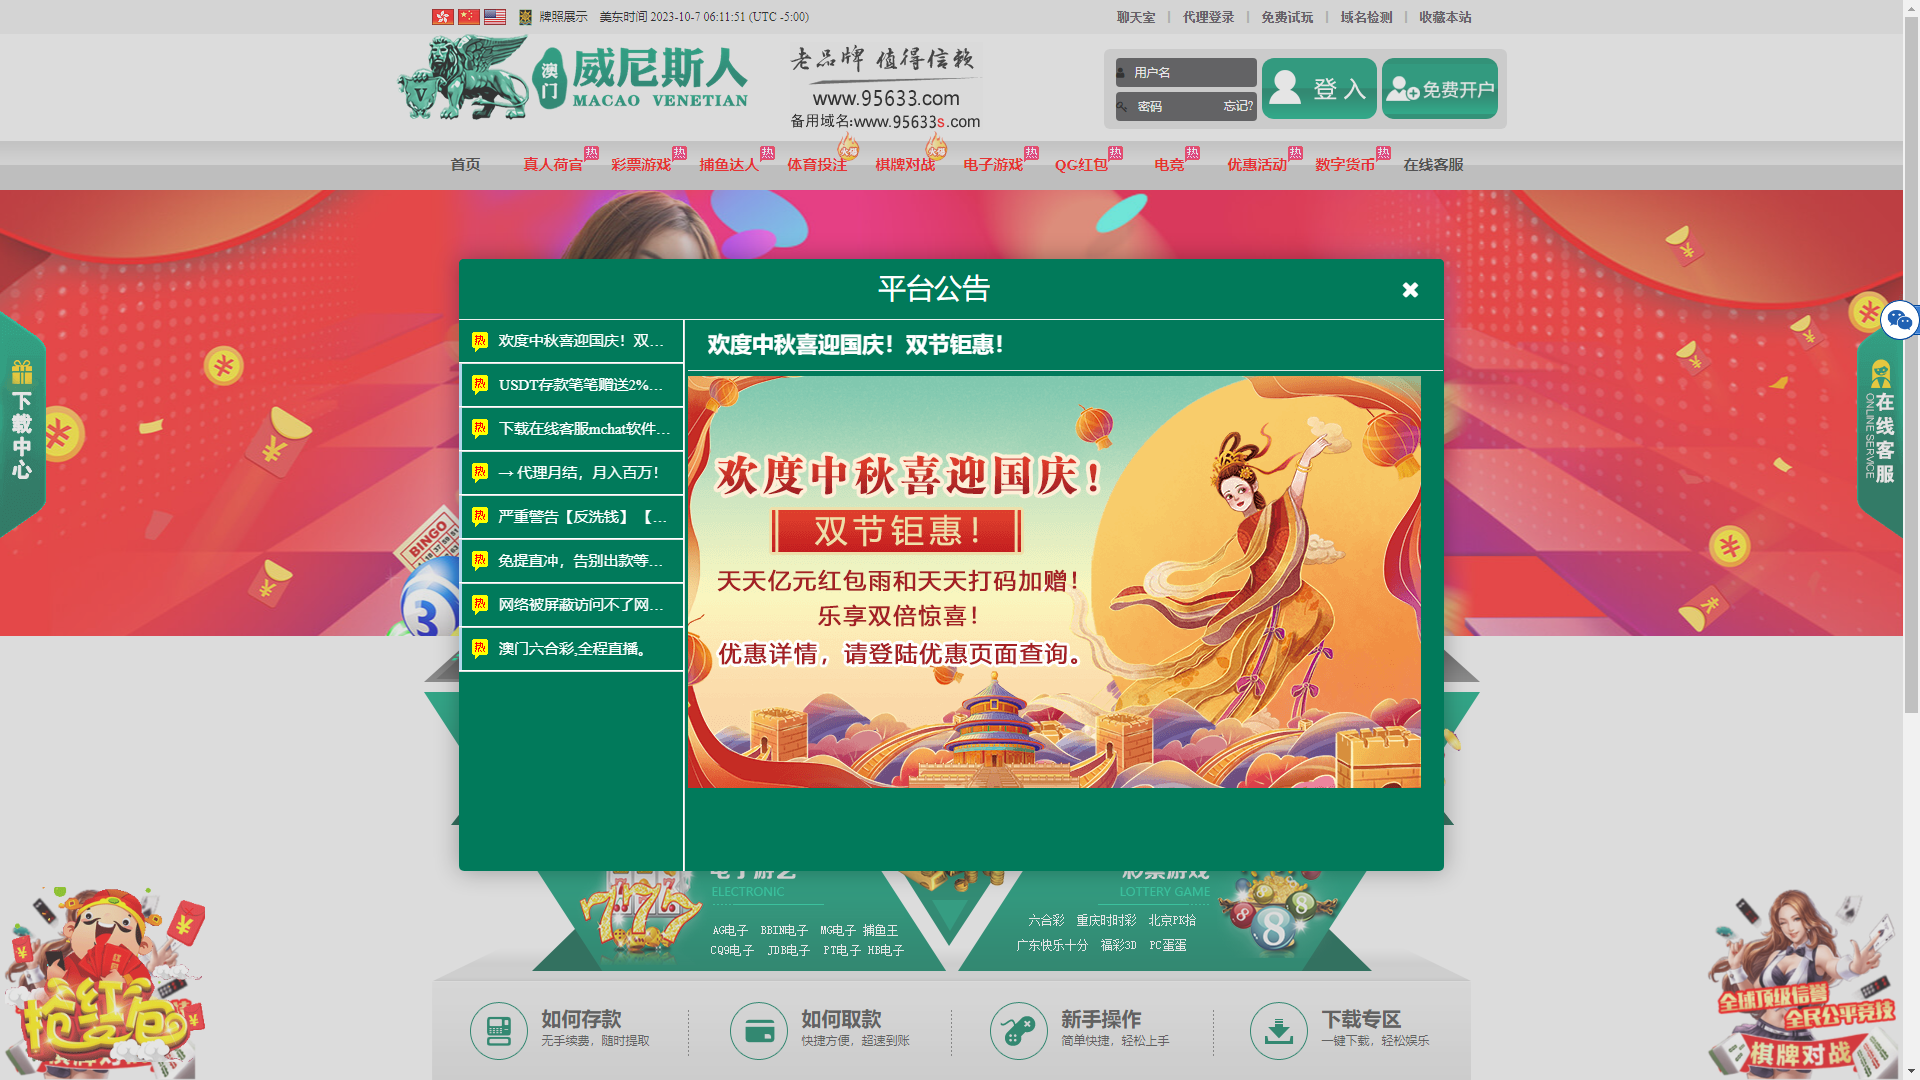 牌照展示 美东时间 2023-10-7 06:11:51 (UTC -5:00)
聊天室 | 代理登录 | 免费试玩 | 域名检测 | 收藏本站
澳门 威尼斯人
MACAO VENETIAN
老品牌 值得信赖
www.95633.com
备用域名:www.95633s.com
用户名
密码 忘记?
登入
免费开户
首页 真人荷官 热 彩票游戏 热 捕鱼达人 热 体育投注 火爆 棋牌对战 火爆 电子游戏 热 QG红包 热 电竞 热 优惠活动 热 数字货币 热 在线客服
平台公告
热 欢度中秋喜迎国庆！双...
热 USDT存款笔笔赠送2%...
热 下载在线客服mchat软件...
热 →代理月结，月入百万！
热 严重警告【反洗钱】【...
热 免提直冲，告别出款等...
热 网络被屏蔽访问不了网...
热 澳门六合彩,全程直播。
欢度中秋喜迎国庆！双节钜惠！
欢度中秋喜迎国庆！
双节钜惠！
天天亿元红包雨和天天打码加赠！
乐享双倍惊喜！
优惠详情，请登陆优惠页面查询。
下载中心
在线客服
ONLINE SERVICE
BINGO
3
电子游艺
ELECTRONIC
AG电子 BBIN电子 MG电子 捕鱼王
CQ9电子 JDB电子 PT电子 HB电子
777
彩票游戏
LOTTERY GAME
六合彩 重庆时时彩 北京PK拾
广东快乐十分 福彩3D PC蛋蛋
8
8
8
抢红包
全球顶级信誉
全民公平竞技
棋牌对战
如何存款
无手续费，随时提取
如何取款
快捷方便，超速到账
新手操作
简单快捷，轻松上手
下载专区
一键下载，轻松娱乐